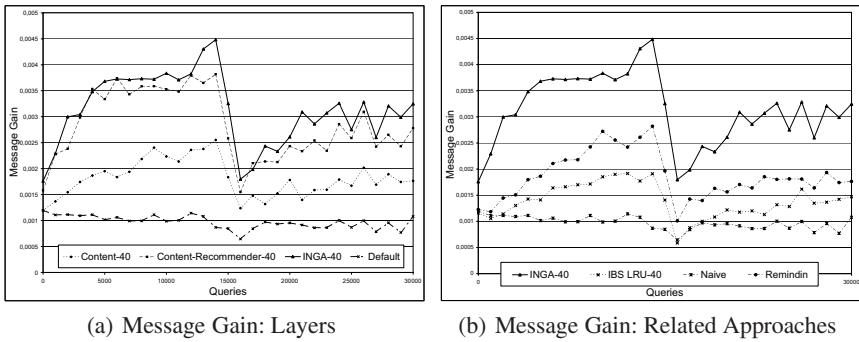 0,005
0,0045
0,004
0,0035
0,003
0,0025
0,002
0,0015
0,001
0,0005
0
Message Gain
0 5000 10000 15000 20000 25000 30000
Queries
Content-40 Content-Recommender-40 INGA-40 Default
(a) Message Gain: Layers
0,005
0,0045
0,004
0,0035
0,003
0,0025
0,002
0,0015
0,001
0,0005
0
Message Gain
0 30000
Queries
INGA-40 IBS LRU-40 Naive Remindin
(b) Message Gain: Related Approaches